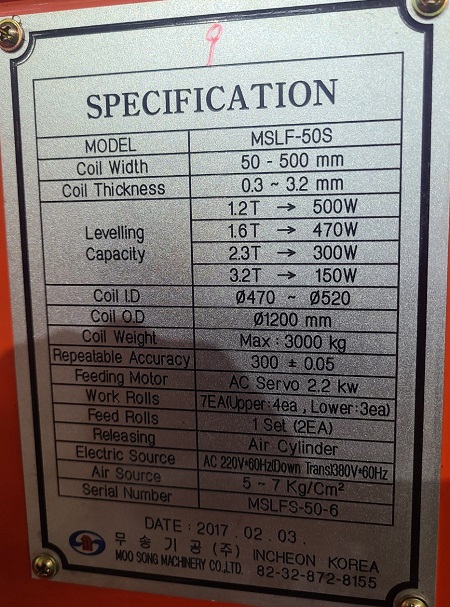 9
SPECIFICATION
MODEL MSLF-50S
Coil Width 50 - 500 mm
Coil Thickness 0.3 ~ 3.2 mm
Levelling Capacity
1.2T → 500W
1.6T → 470W
2.3T → 300W
3.2T → 150W
Coil I.D Ø470 ~ Ø520
Coil O.D Ø1200 mm
Coil Weight Max : 3000 kg
Repeatable Accuracy 300 ± 0.05
Feeding Motor AC Servo 2.2 kw
Work Rolls 7EA(Upper:4ea , Lower:3ea)
Feed Rolls 1 Set (2EA)
Releasing Air Cylinder
Electric Source AC 220V*60Hz(Down Trans)380V*60Hz
Air Source 5 ~ 7 Kg/Cm²
Serial Number MSLFS-50-6
DATE : 2017 . 02 . 03 .
무 송 기 공 (주) INCHEON KOREA
MOO SONG MACHINERY CO.,LTD. 82-32-872-8155